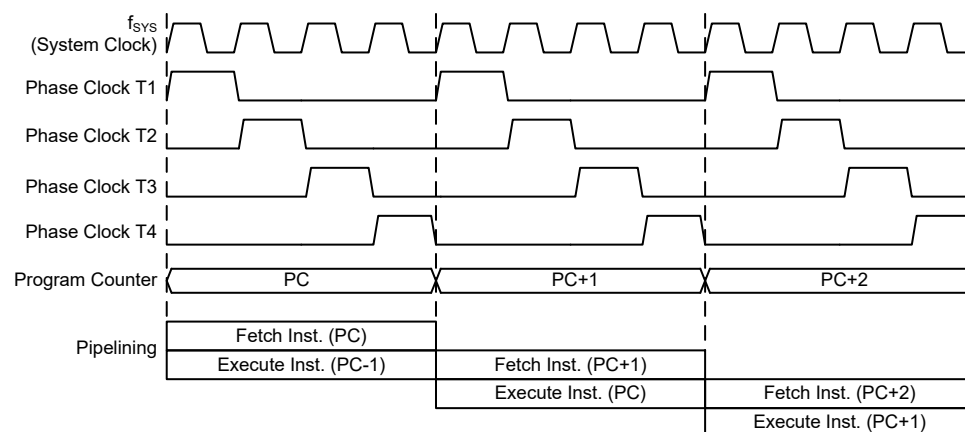 fSYS
(System Clock)
Phase Clock T1
Phase Clock T2
Phase Clock T3
Phase Clock T4
Program Counter PC PC+1 PC+2
Pipelining
Fetch Inst. (PC)
Execute Inst. (PC-1) Fetch Inst. (PC+1)
Execute Inst. (PC) Fetch Inst. (PC+2)
Execute Inst. (PC+1)